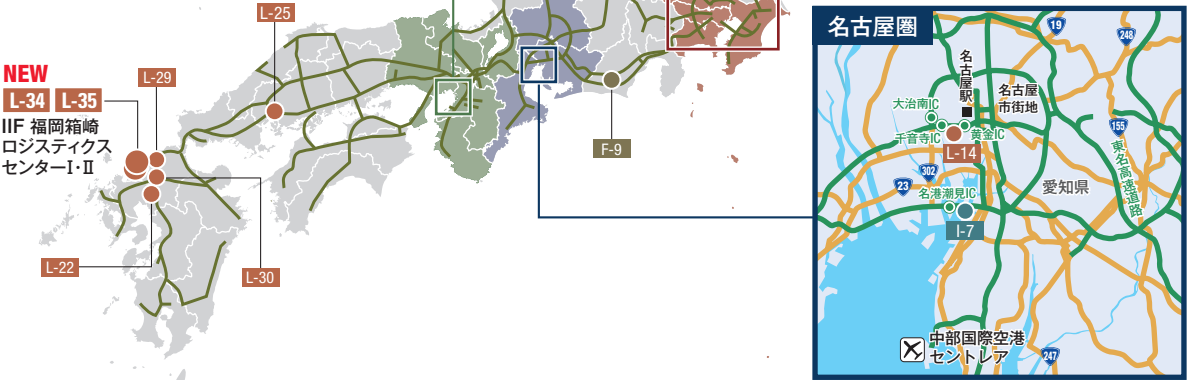 L-25
NEW
L-34 L-35
IIF 福岡箱崎
ロジスティクス
センターI・II
L-29
L-22
L-30
F-9
名古屋圏
19
248
名古屋駅
名古屋
市街地
大治南IC
千音寺IC
黄金IC
L-14
155
東名高速道路
302
23
愛知県
名港潮見IC
I-7
中部国際空港
セントレア
247